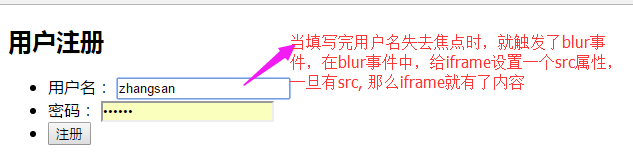 用户注册
当填写完用户名失去焦点时，就触发了blur事
件，在blur事件中，给iframe设置一个src属性，
一旦有src, 那么iframe就有了内容
用户名： zhangsan
密码： ••••••
注册